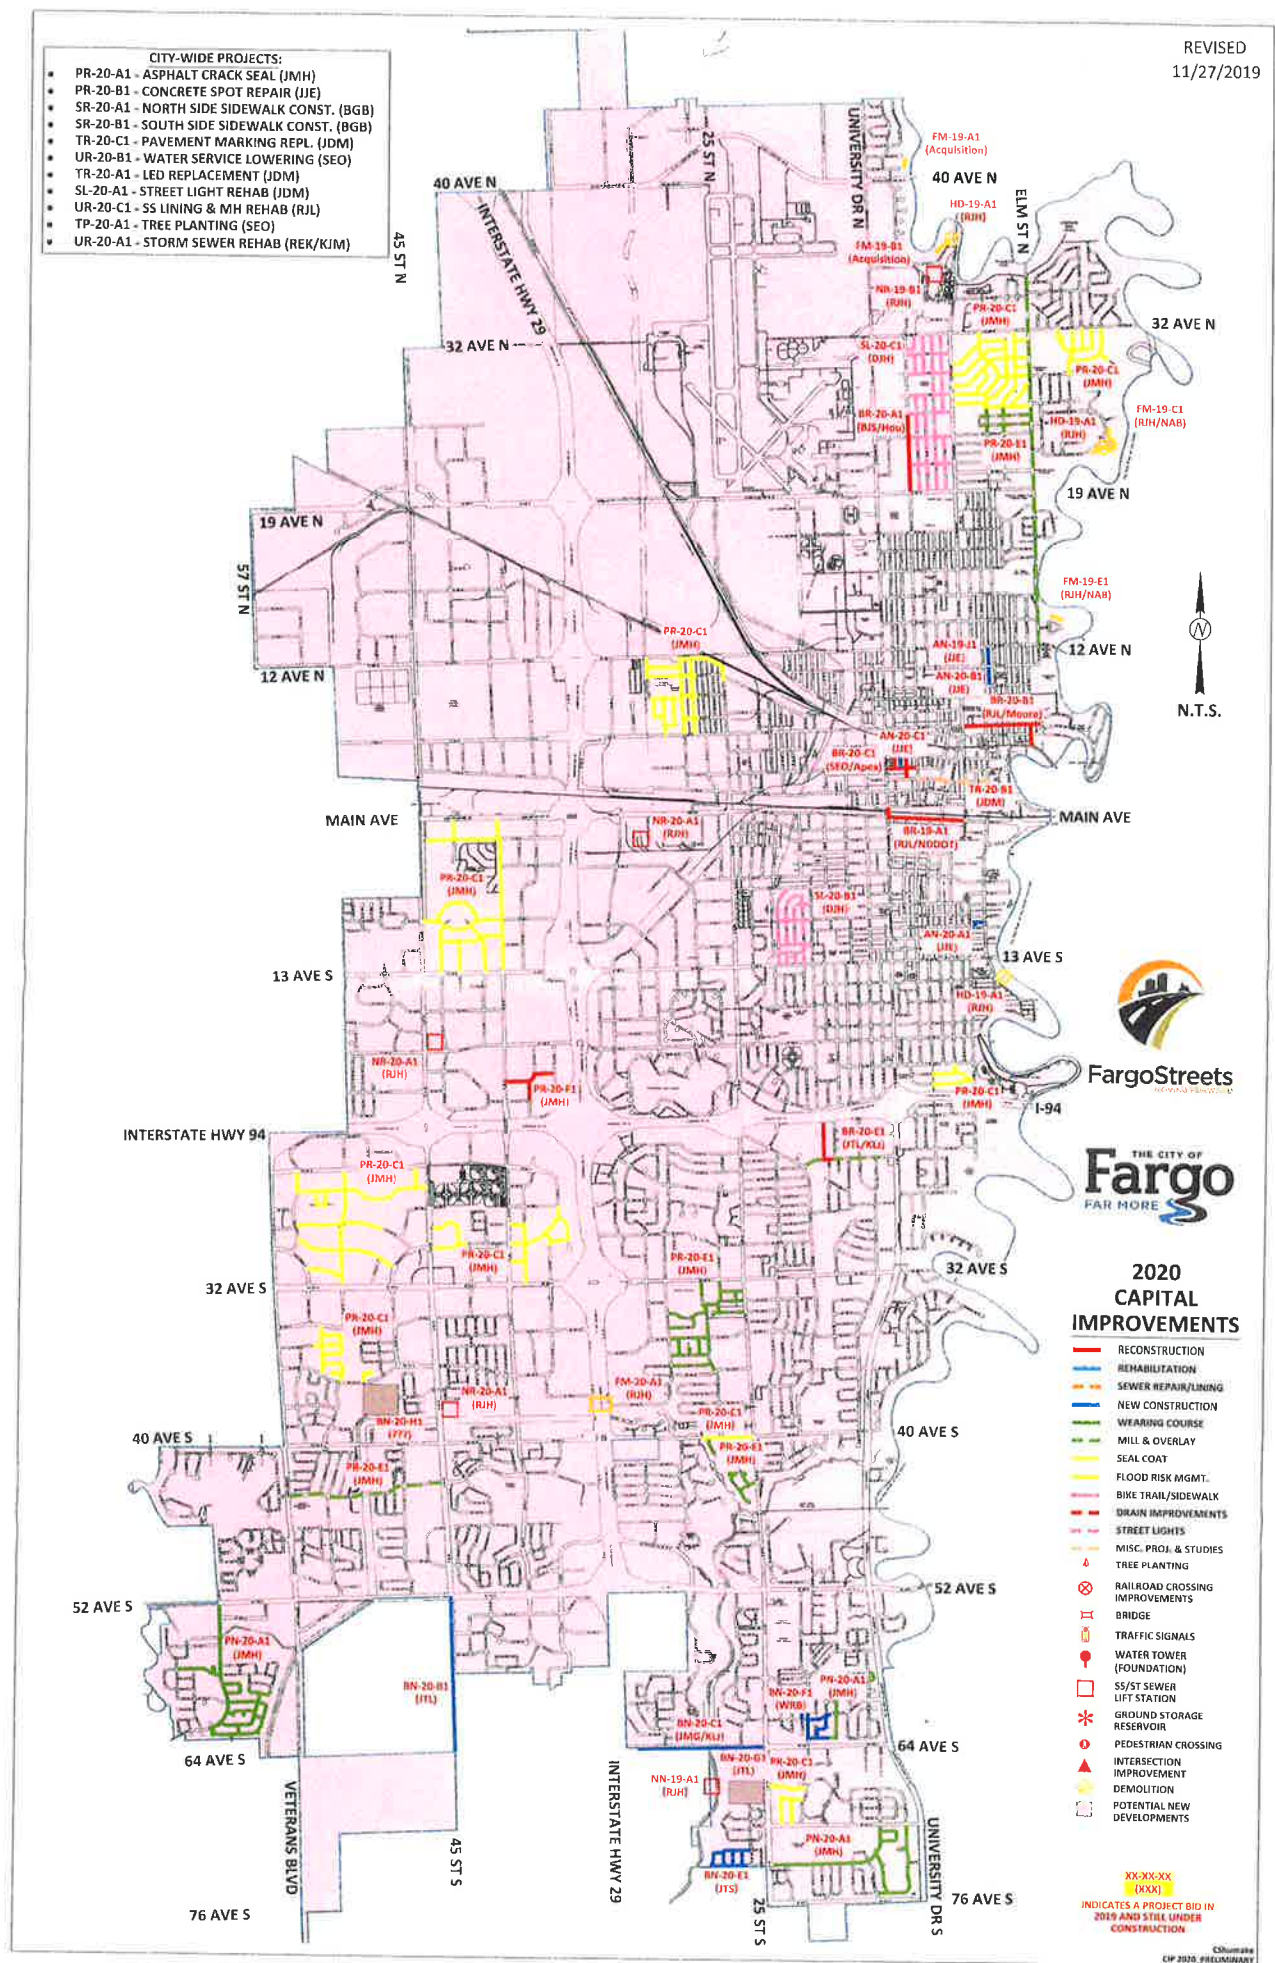 REVISED
11/27/2019
CITY-WIDE PROJECTS:
• PR-20-A1 - ASPHALT CRACK SEAL (JMH)
• PR-20-B1 - CONCRETE SPOT REPAIR (JJE)
• SR-20-A1 - NORTH SIDE SIDEWALK CONST. (BGB)
• SR-20-B1 - SOUTH SIDE SIDEWALK CONST. (BGB)
• TR-20-C1 - PAVEMENT MARKING REPL. (JDM)
• UR-20-B1 - WATER SERVICE LOWERING (SEO)
• TR-20-A1 - LED REPLACEMENT (JDM)
• SL-20-A1 - STREET LIGHT REHAB (JDM)
• UR-20-C1 - SS LINING & MH REHAB (RJL)
• TP-20-A1 - TREE PLANTING (SEO)
• UR-20-A1 - STORM SEWER REHAB (REK/KJM)
25 ST N
UNIVERSITY DR N
FM-19-A1
(Acquisition)
40 AVE N
40 AVE N
ELM ST N
HD-19-A1
(RJH)
INTERSTATE HWY 29
45 ST N
FM-19-B1
(Acquisition)
NR-19-B1
(RJH)
PR-20-C1
(JMH)
32 AVE N
32 AVE N
SL-20-C1
(DJH)
PR-20-C1
(JMH)
BR-20-A1
(BJS/Hou)
HD-19-A1
(RJH)
FM-19-C1
(RJH/NAB)
PR-20-E1
(JMH)
19 AVE N
19 AVE N
57 ST N
FM-19-E1
(RJH/NAB)
PR-20-C1
(JMH)
AN-19-J1
(JJE)
12 AVE N
12 AVE N
AN-20-B1
(JJE)
N
N.T.S.
BR-20-B1
(RJL/Moore)
AN-20-C1
(JJE)
BR-20-C1
(SEO/Apex)
TR-20-B1
(JDM)
MAIN AVE
MAIN AVE
NR-20-A1
(RJH)
BR-19-A1
(RJL/NDDOT)
PR-20-C1
(JMH)
SL-20-B1
(DJH)
AN-20-A1
(JJE)
13 AVE S
13 AVE S
HD-19-A1
(RJH)
FargoStreets
NR-20-A1
(RJH)
PR-20-F1
(JMH)
PR-20-C1
(JMH)
I-94
INTERSTATE HWY 94
BR-20-E1
(JTL/KLJ)
THE CITY OF
Fargo
FAR MORE
PR-20-C1
(JMH)
PR-20-C1
(JMH)
PR-20-E1
(JMH)
32 AVE S
32 AVE S
PR-20-C1
(JMH)
NR-20-A1
(RJH)
FM-20-A1
(RJH)
PR-20-C1
(JMH)
BN-20-H1
(???)
40 AVE S
40 AVE S
PR-20-E1
(JMH)
PR-20-E1
(JMH)
52 AVE S
52 AVE S
PN-20-A1
(JMH)
BN-20-B1
(JTL)
PN-20-A1
(JMH)
BN-20-F1
(WRB)
BN-20-C1
(JMG/KLJ)
64 AVE S
64 AVE S
BN-20-G1
(JTL)
PR-20-C1
(JMH)
NN-19-A1
(RJH)
VETERANS BLVD
45 ST S
INTERSTATE HWY 29
PN-20-A1
(JMH)
BN-20-E1
(JTS)
25 ST S
UNIVERSITY DR S
76 AVE S
76 AVE S
2020
CAPITAL
IMPROVEMENTS
RECONSTRUCTION
REHABILITATION
SEWER REPAIR/LINING
NEW CONSTRUCTION
WEARING COURSE
MILL & OVERLAY
SEAL COAT
FLOOD RISK MGMT.
BIKE TRAIL/SIDEWALK
DRAIN IMPROVEMENTS
STREET LIGHTS
MISC. PROJ. & STUDIES
TREE PLANTING
RAILROAD CROSSING
IMPROVEMENTS
BRIDGE
TRAFFIC SIGNALS
WATER TOWER
(FOUNDATION)
SS/ST SEWER
LIFT STATION
GROUND STORAGE
RESERVOIR
PEDESTRIAN CROSSING
INTERSECTION
IMPROVEMENT
DEMOLITION
POTENTIAL NEW
DEVELOPMENTS
XX-XX-XX
(XXX)
INDICATES A PROJECT BID IN
2019 AND STILL UNDER
CONSTRUCTION
CShumake
CIP 2020_PRELIMINARY